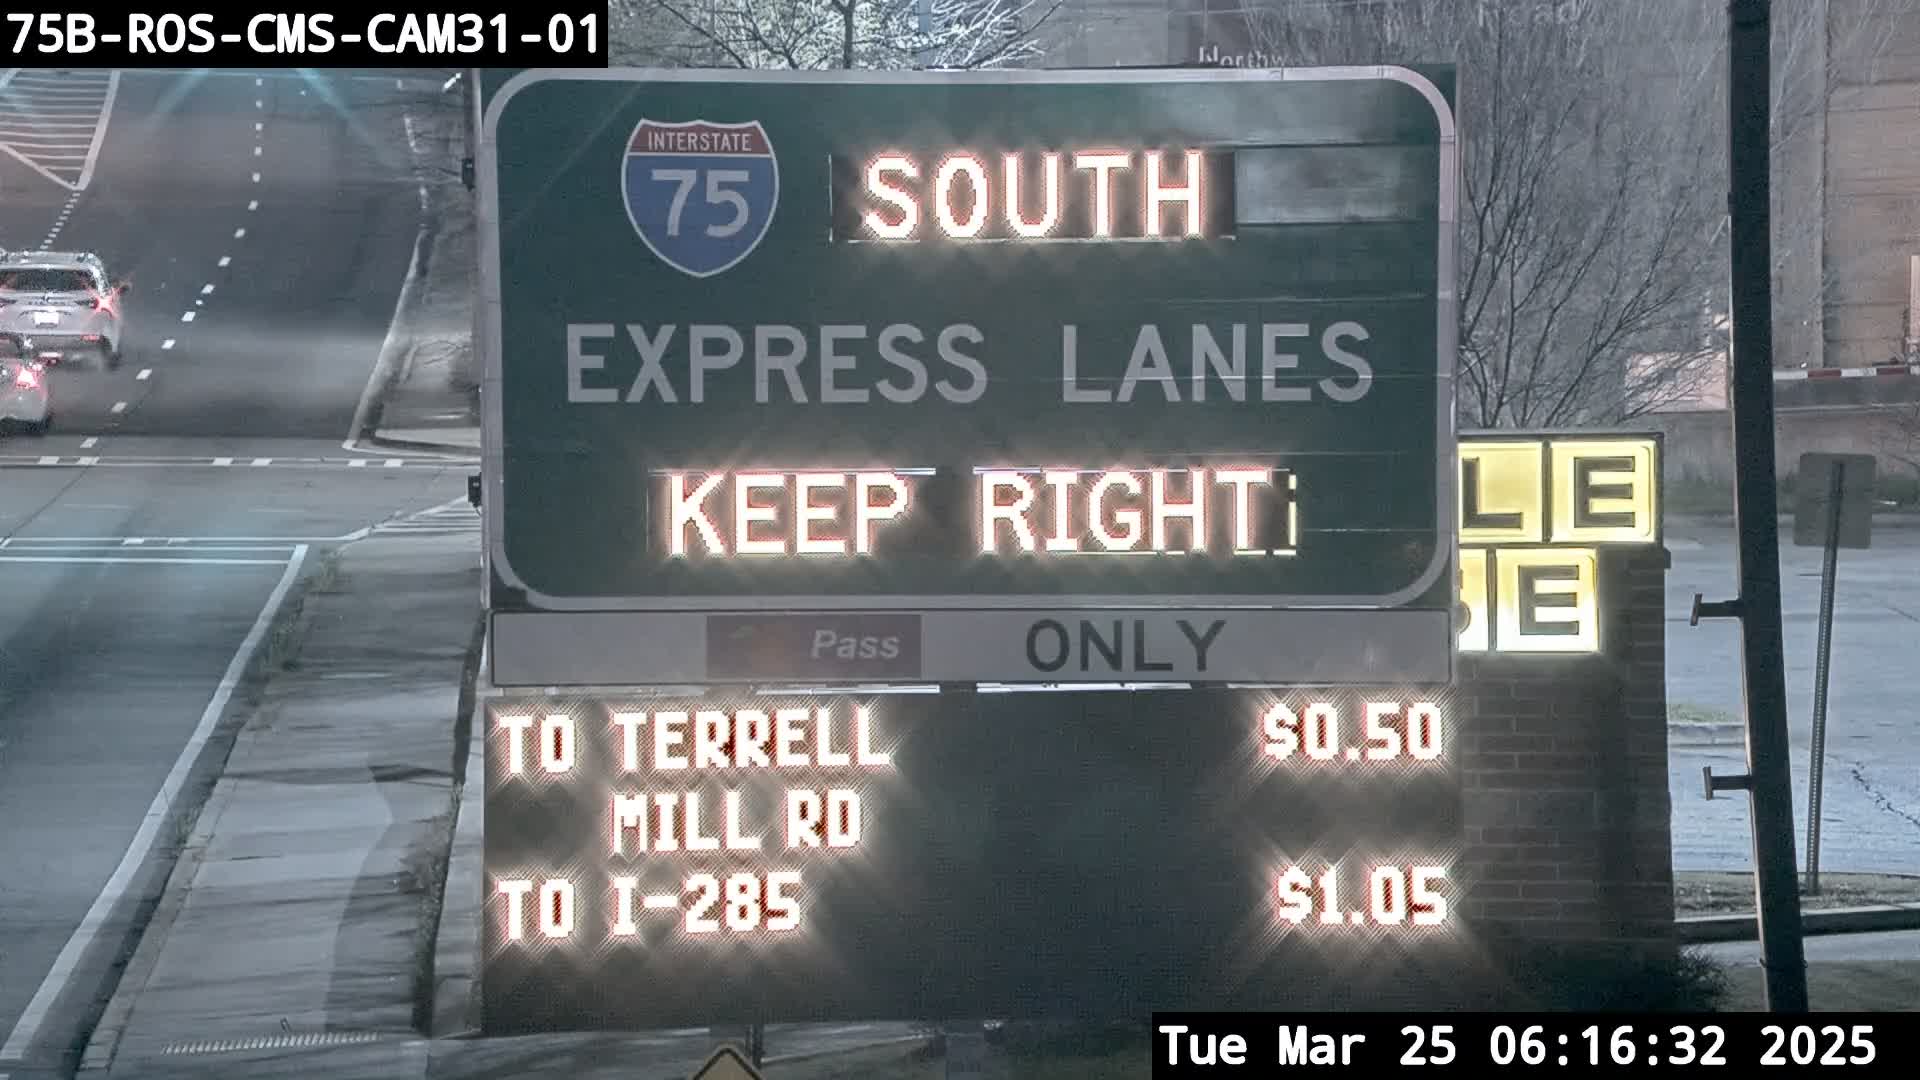 75B-ROS-CMS-CAM31-01
INTERSTATE
75
SOUTH
EXPRESS LANES
KEEP RIGHT
Pass ONLY
TO TERRELL $0.50
MILL RD
TO I-285 $1.05
LE
E
Tue Mar 25 06:16:32 2025